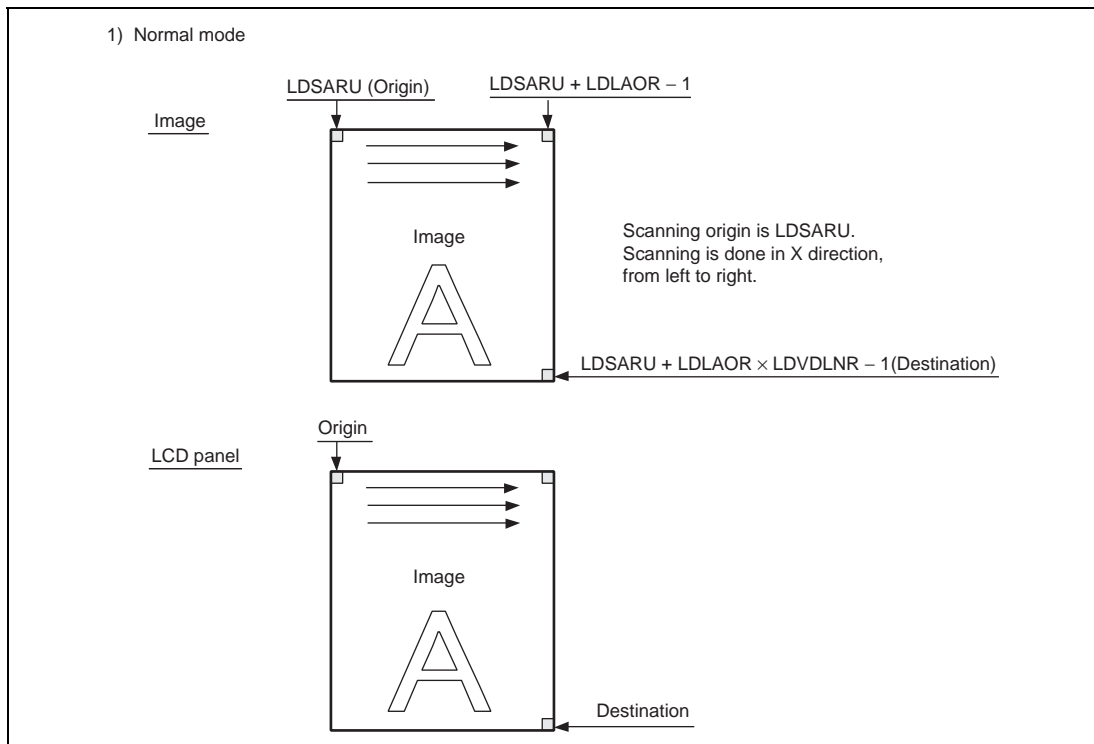 1) Normal mode
LDSARU (Origin)
LDSARU + LDLAOR − 1
Image
Image
Scanning origin is LDSARU.
Scanning is done in X direction,
from left to right.
A
LDSARU + LDLAOR × LDVDLNR − 1(Destination)
Origin
LCD panel
Image
A
Destination